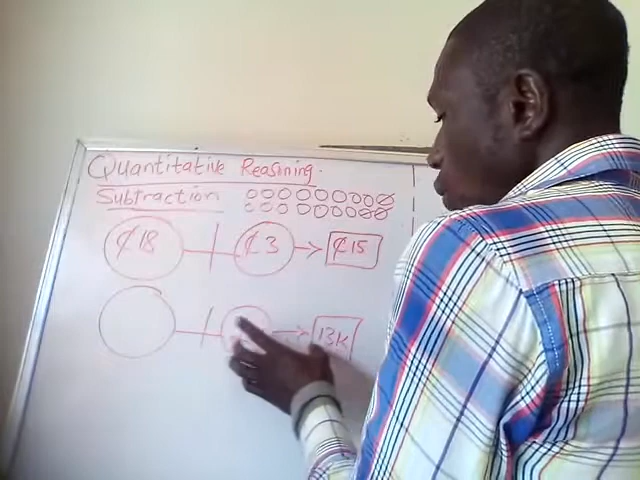 Quantitative Reasoning.
Subtraction
₵18 ₵3 ₵15
13k